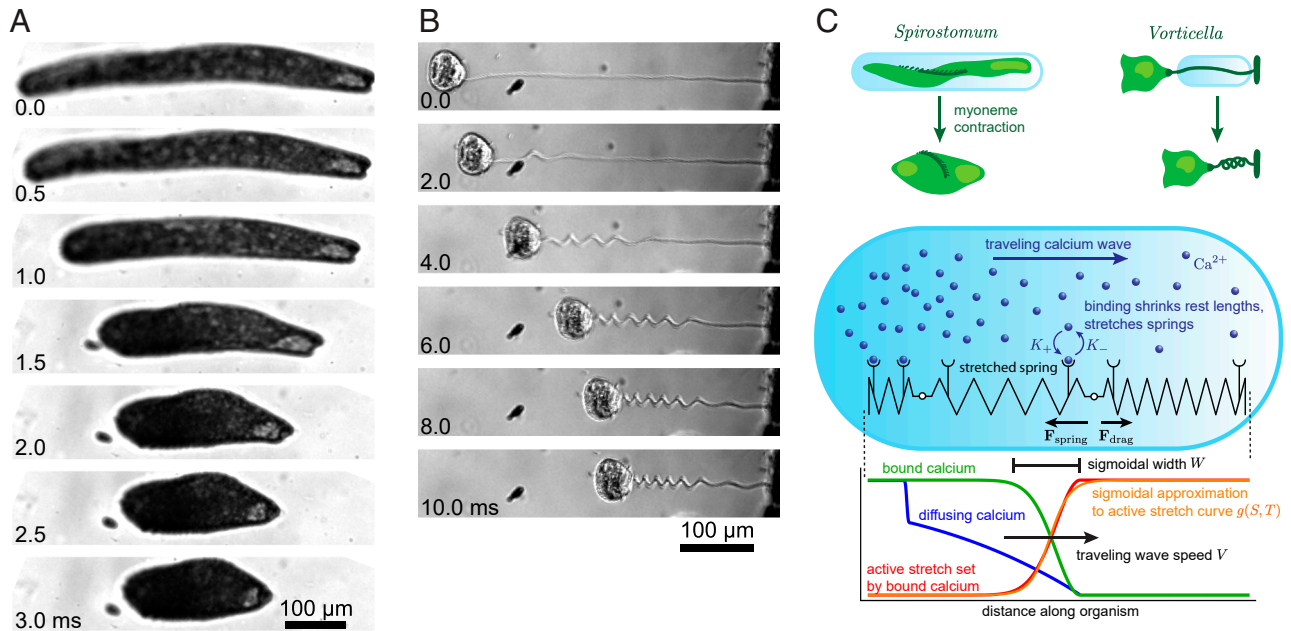 A
0.0
0.5
1.0
1.5
2.0
2.5
3.0 ms
100 μm
B
0.0
2.0
4.0
6.0
8.0
10.0 ms
100 μm
C
Spirostomum
Vorticella
myoneme
contraction
traveling calcium wave
Ca²⁺
binding shrinks rest lengths,
stretches springs
K₊ K₋
stretched spring
F_spring F_drag
sigmoidal width W
bound calcium
sigmoidal approximation
to active stretch curve g(S,T)
diffusing calcium
traveling wave speed V
active stretch set
by bound calcium
distance along organism